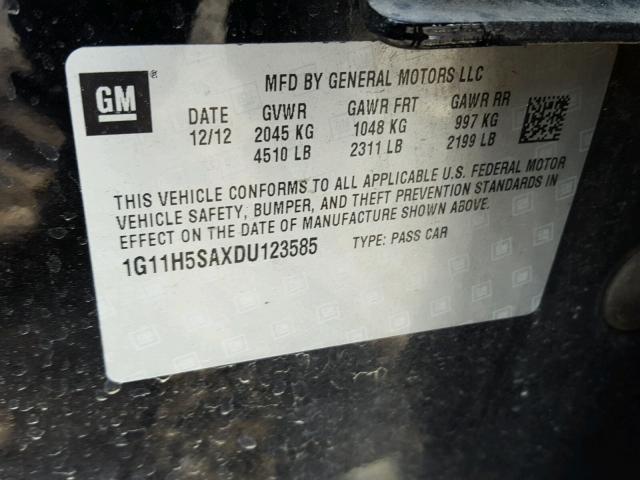 GM ®
MFD BY GENERAL MOTORS LLC
DATE GVWR GAWR FRT GAWR RR
12/12 2045 KG 1048 KG 997 KG
4510 LB 2311 LB 2199 LB
THIS VEHICLE CONFORMS TO ALL APPLICABLE U.S. FEDERAL MOTOR
VEHICLE SAFETY, BUMPER, AND THEFT PREVENTION STANDARDS IN
EFFECT ON THE DATE OF MANUFACTURE SHOWN ABOVE.
1G11H5SAXDU123585 TYPE: PASS CAR